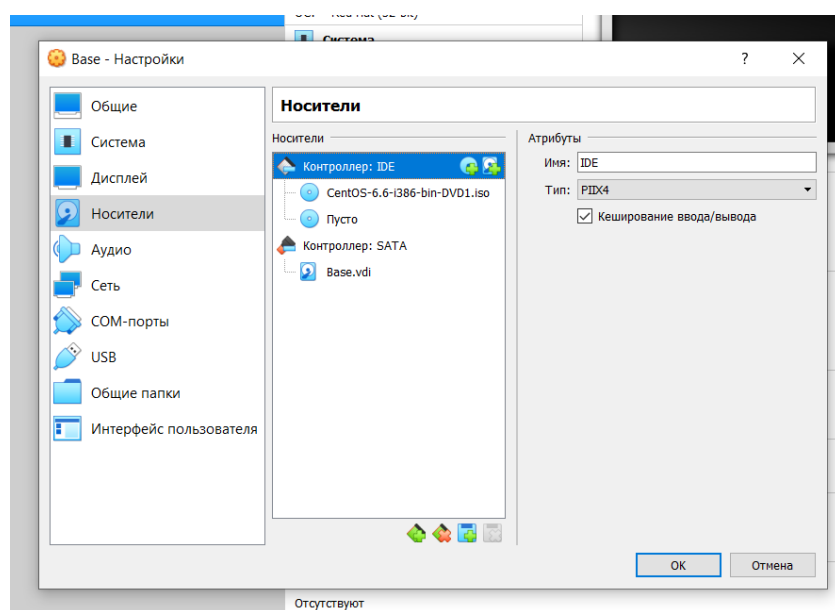 Система
Base - Настройки
?
Общие
Система
Дисплей
Носители
Аудио
Сеть
COM-порты
USB
Общие папки
Интерфейс пользователя
Носители
Носители
Контроллер: IDE
CentOS-6.6-i386-bin-DVD1.iso
Пусто
Контроллер: SATA
Base.vdi
Атрибуты
Имя: IDE
Тип: PIIX4
Кеширование ввода/вывода
OK
Отмена
Отсутствуют